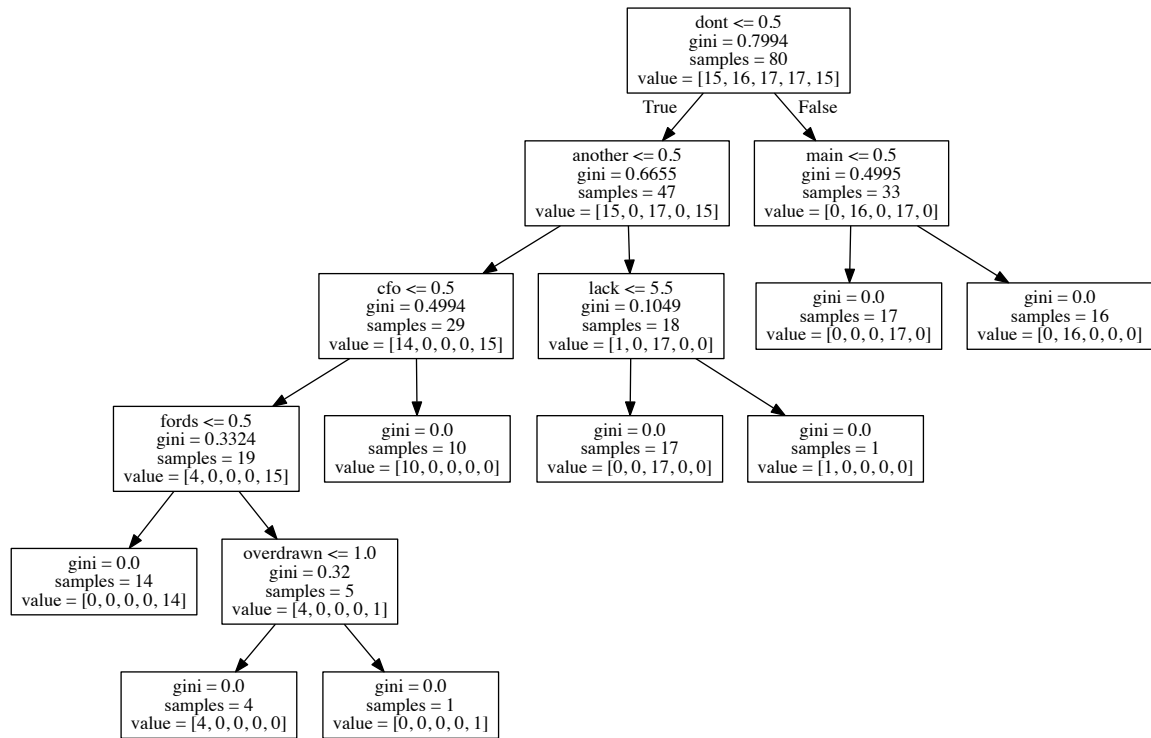 dont <= 0.5
gini = 0.7994
samples = 80
value = [15, 16, 17, 17, 15]
True
False
another <= 0.5
gini = 0.6655
samples = 47
value = [15, 0, 17, 0, 15]
main <= 0.5
gini = 0.4995
samples = 33
value = [0, 16, 0, 17, 0]
cfo <= 0.5
gini = 0.4994
samples = 29
value = [14, 0, 0, 0, 15]
lack <= 5.5
gini = 0.1049
samples = 18
value = [1, 0, 17, 0, 0]
gini = 0.0
samples = 17
value = [0, 0, 0, 17, 0]
gini = 0.0
samples = 16
value = [0, 16, 0, 0, 0]
fords <= 0.5
gini = 0.3324
samples = 19
value = [4, 0, 0, 0, 15]
gini = 0.0
samples = 10
value = [10, 0, 0, 0, 0]
gini = 0.0
samples = 17
value = [0, 0, 17, 0, 0]
gini = 0.0
samples = 1
value = [1, 0, 0, 0, 0]
gini = 0.0
samples = 14
value = [0, 0, 0, 0, 14]
overdrawn <= 1.0
gini = 0.32
samples = 5
value = [4, 0, 0, 0, 1]
gini = 0.0
samples = 4
value = [4, 0, 0, 0, 0]
gini = 0.0
samples = 1
value = [0, 0, 0, 0, 1]